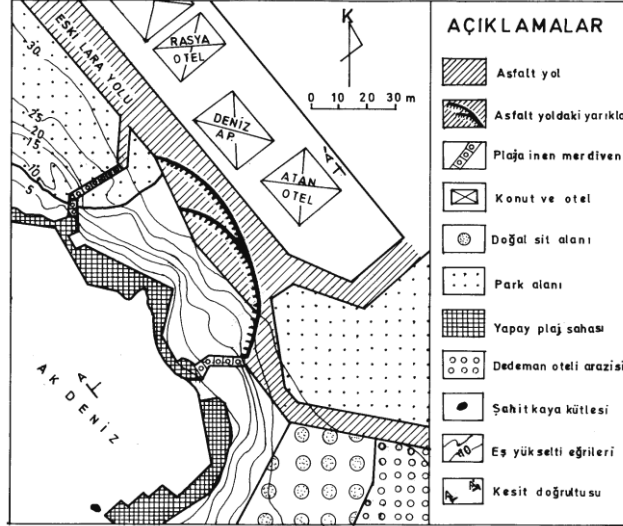 ESKI LARA YOLU
RASYA
OTEL
DENİZ
AP.
ATAN
OTEL
K
0 10 20 30 m
A
30
25
20
15
10
5
A
AKDENİZ
AÇIKLAMALAR
Asfalt yol
Asfalt yoldaki yarıkla
Plaja inen merdiven
Konut ve otel
Doğal sit alanı
Park alanı
Yapay plaj sahası
Dedeman oteli arazisi
Şahit kaya kütlesi
10
Eş yükselti eğrileri
A A
Kesit doğrultusu